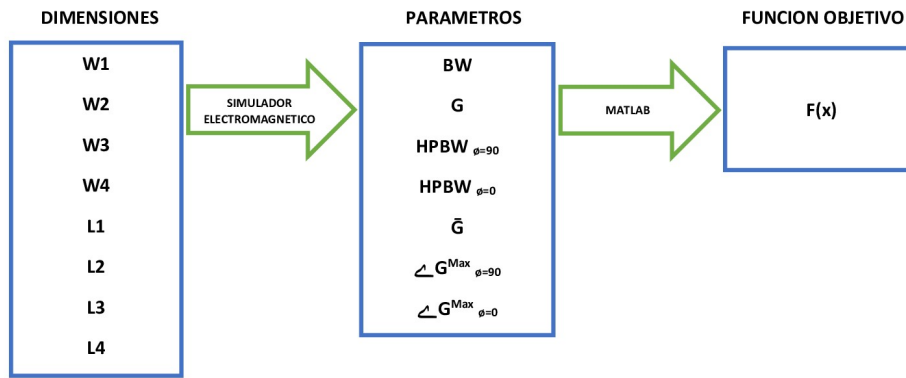 DIMENSIONES
W1
W2
W3
W4
L1
L2
L3
L4
SIMULADOR
ELECTROMAGNETICO
PARAMETROS
BW
G
HPBW ø=90
HPBW ø=0
Ḡ
∠G^Max ø=90
∠G^Max ø=0
MATLAB
FUNCION OBJETIVO
F(x)